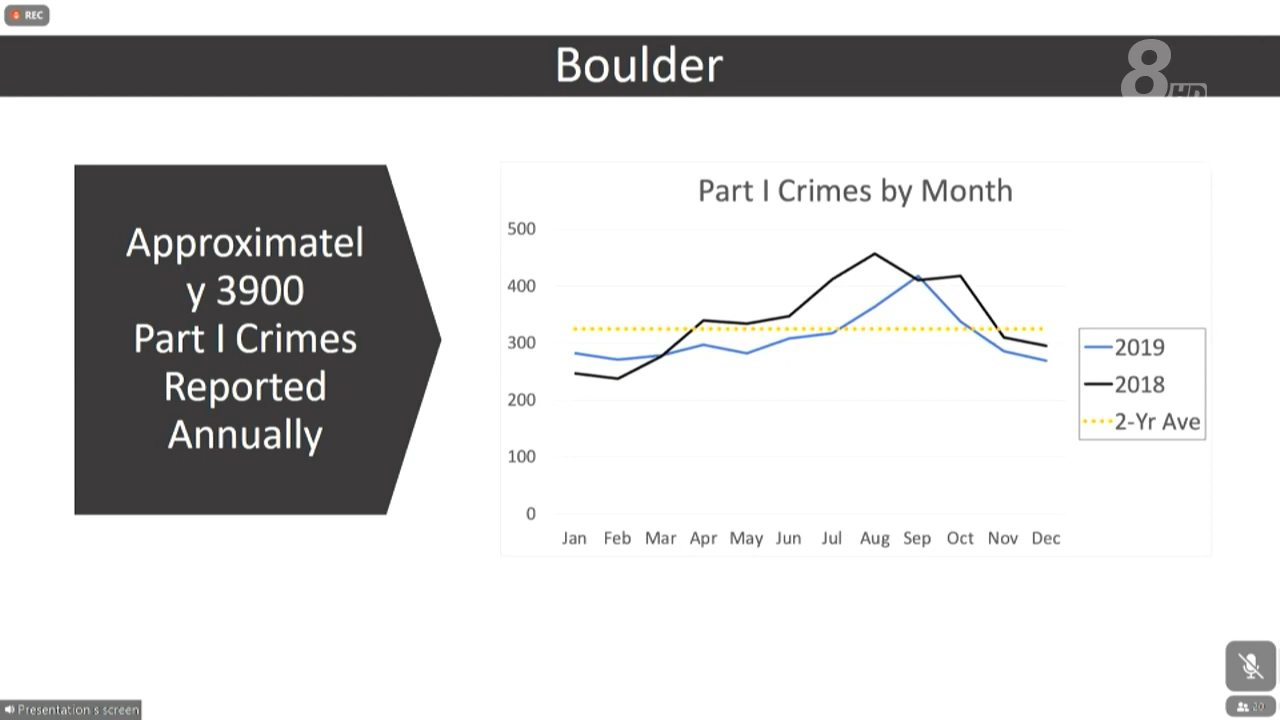 REC
Boulder
8
HD
Approximatel
y 3900
Part I Crimes
Reported
Annually
Part I Crimes by Month
500
400
300
200
100
0
Jan Feb Mar Apr May Jun Jul Aug Sep Oct Nov Dec
2019
2018
2-Yr Ave
20
Presentation s screen